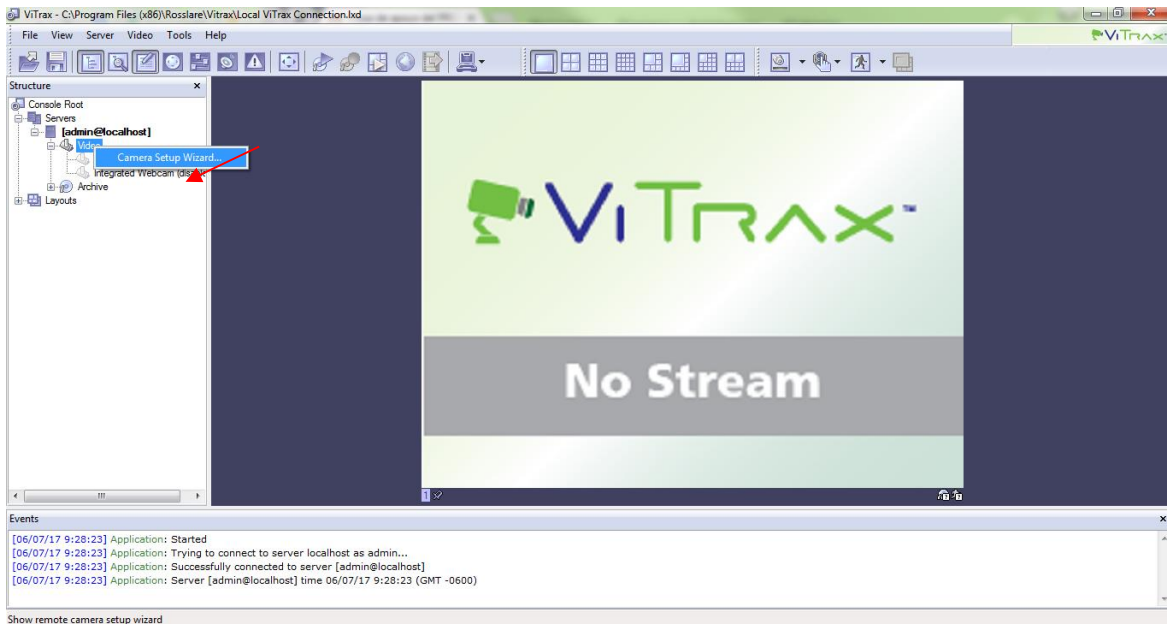 ViTrax - C:\Program Files (x86)\Rosslare\Vitrax\Local ViTrax Connection.lxd
File View Server Video Tools Help
ViTrax
Structure x
Console Root
Servers
[admin@localhost]
Video
Camera Setup Wizard...
Integrated Webcam (disa
Archive
Layouts
ViTrax™
No Stream
1
Events x
[06/07/17 9:28:23] Application: Started
[06/07/17 9:28:23] Application: Trying to connect to server localhost as admin...
[06/07/17 9:28:23] Application: Successfully connected to server [admin@localhost]
[06/07/17 9:28:23] Application: Server [admin@localhost] time 06/07/17 9:28:23 (GMT -0600)
Show remote camera setup wizard